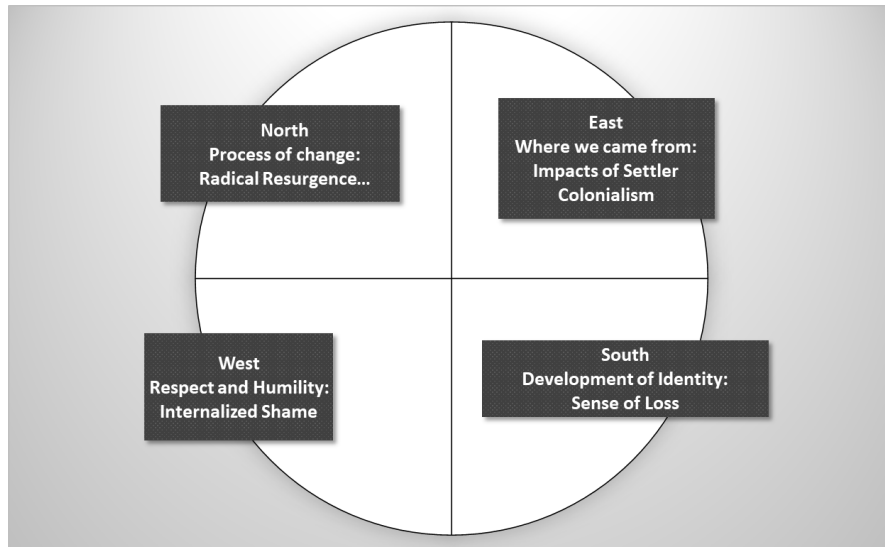 North
Process of change:
Radical Resurgence...
East
Where we came from:
Impacts of Settler
Colonialism
West
Respect and Humility:
Internalized Shame
South
Development of Identity:
Sense of Loss